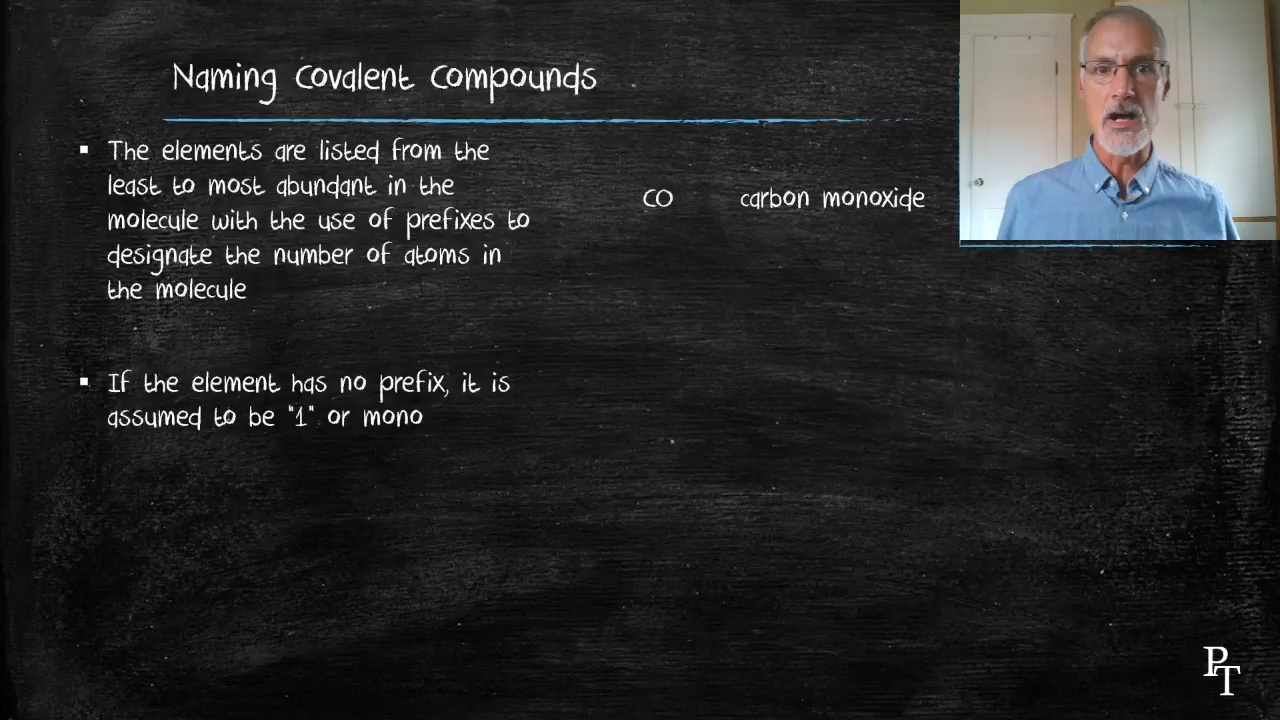 Naming Covalent Compounds
▪ The elements are listed from the
least to most abundant in the
molecule with the use of prefixes to
designate the number of atoms in
the molecule
▪ If the element has no prefix, it is
assumed to be "1" or mono
CO carbon monoxide
PT